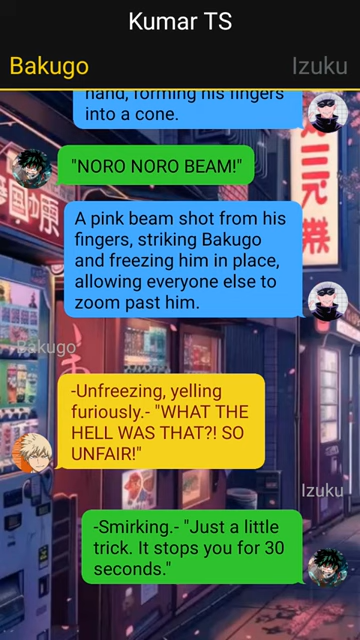 Kumar TS
Bakugo
Izuku
hand, forming his fingers
into a cone.
"NORO NORO BEAM!"
A pink beam shot from his
fingers, striking Bakugo
and freezing him in place,
allowing everyone else to
zoom past him.
Bakugo
-Unfreezing, yelling
furiously.- "WHAT THE
HELL WAS THAT?! SO
UNFAIR!"
Izuku
-Smirking.- "Just a little
trick. It stops you for 30
seconds."